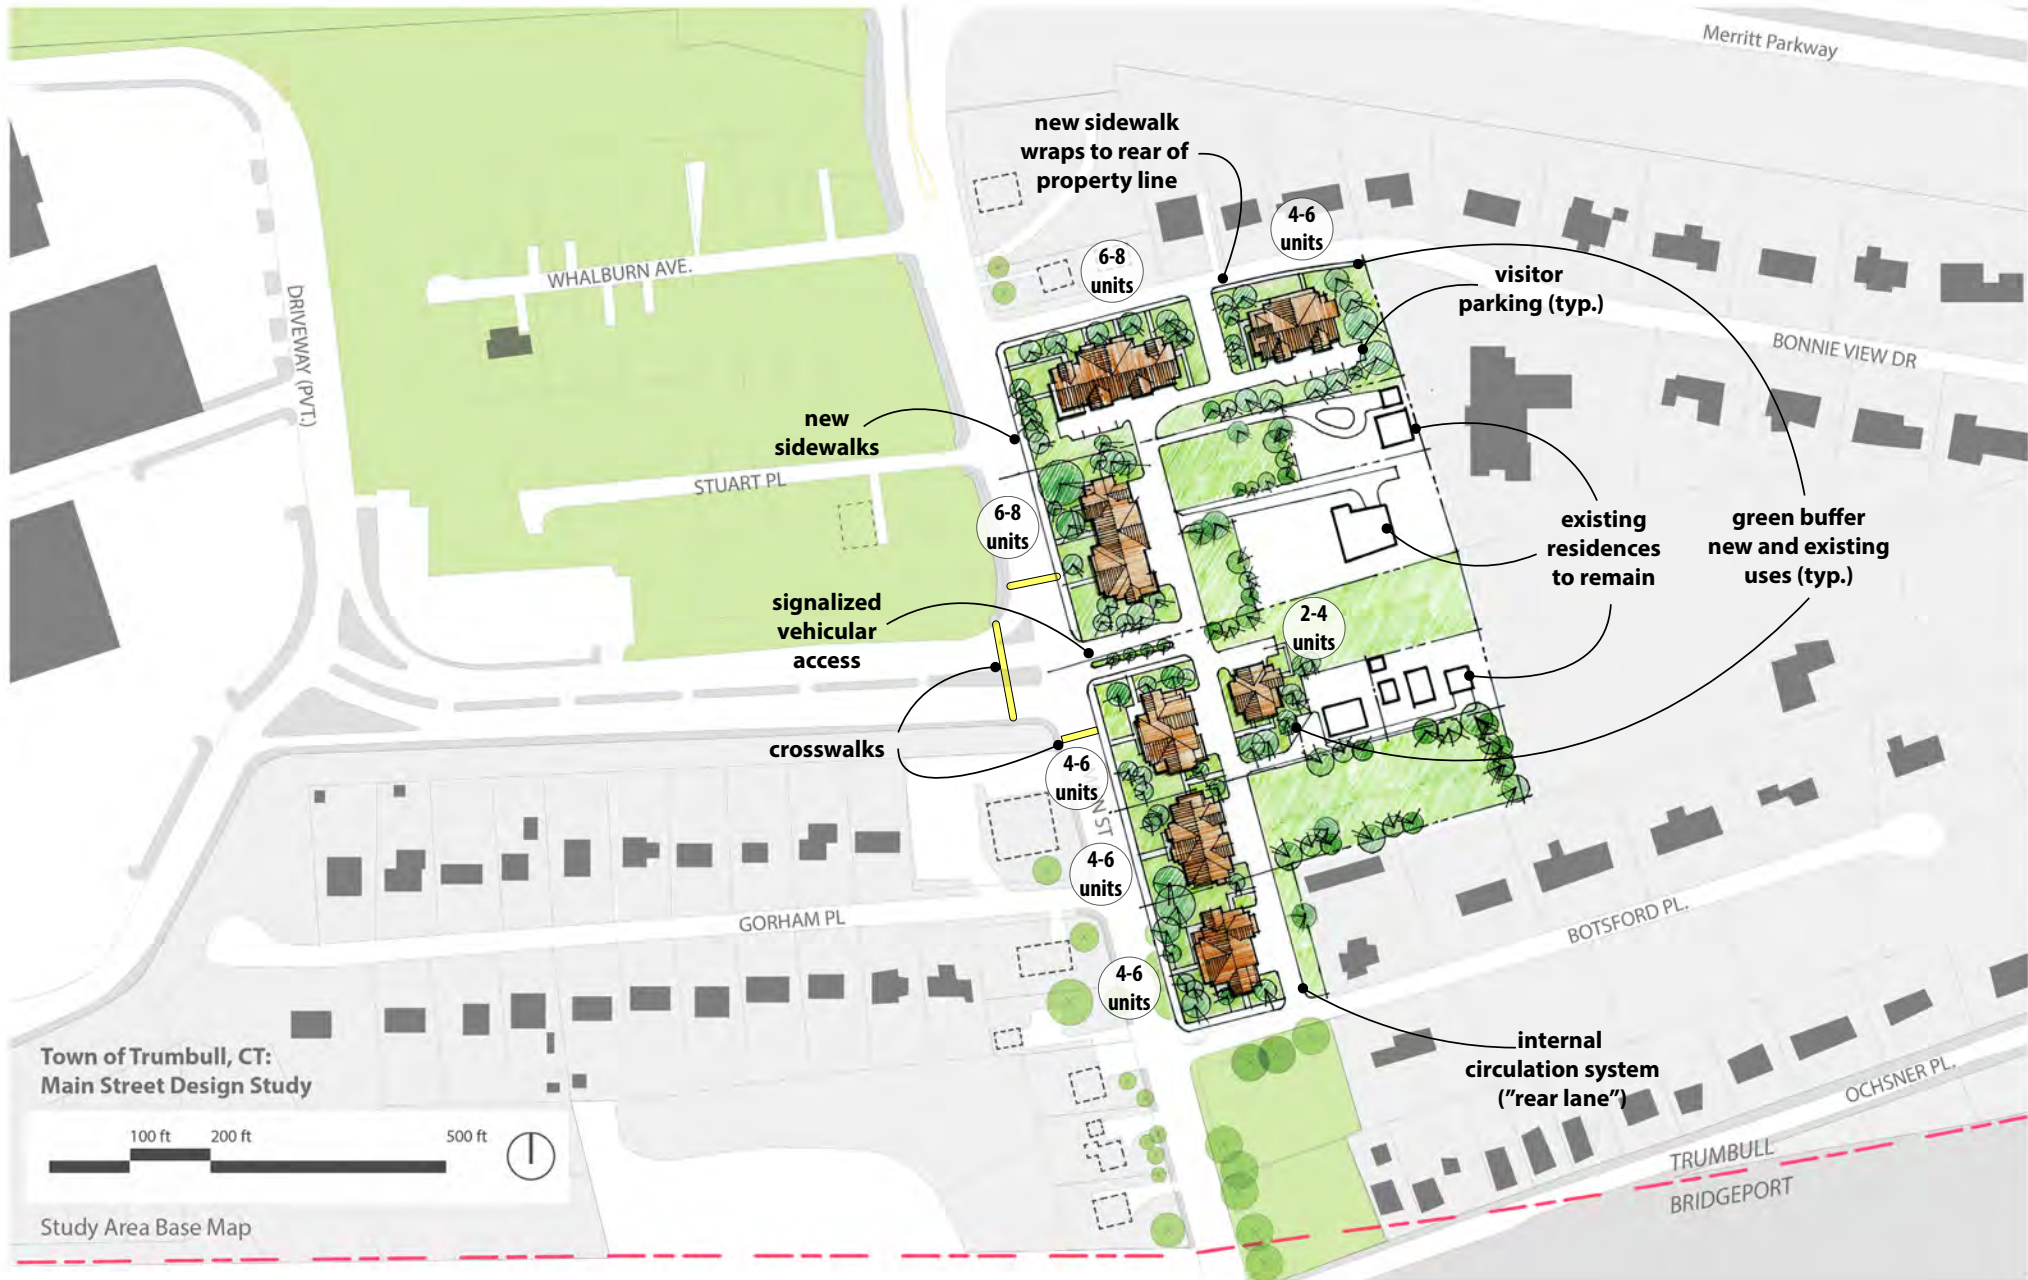 Merritt Parkway
new sidewalk
wraps to rear of
property line
4-6
units
6-8
units
visitor
parking (typ.)
WHALBURN AVE.
DRIVEWAY (PVT.)
BONNIE VIEW DR
new
sidewalks
STUART PL
6-8
units
existing
residences
to remain
green buffer
new and existing
uses (typ.)
signalized
vehicular
access
2-4
units
crosswalks
4-6
units
ST
4-6
units
GORHAM PL
BOTSFORD PL.
4-6
units
internal
circulation system
("rear lane")
Town of Trumbull, CT:
Main Street Design Study
OCHSNER PL.
100 ft
200 ft
500 ft
TRUMBULL
BRIDGEPORT
Study Area Base Map